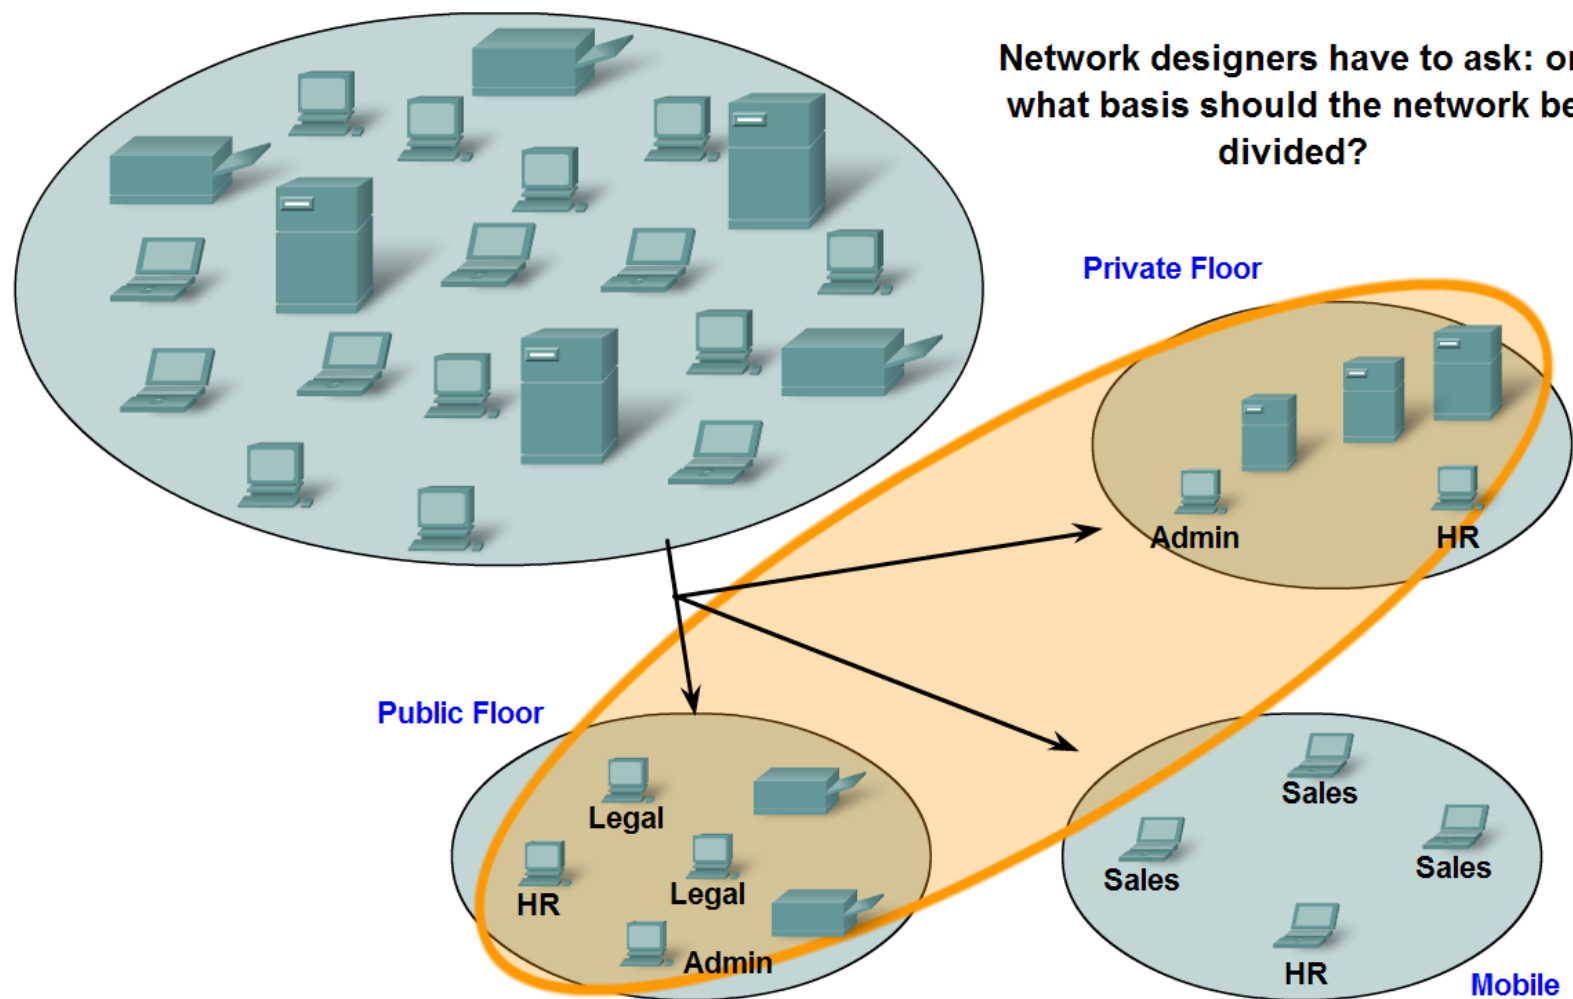 Network designers have to ask: on
what basis should the network be
divided?
Private Floor
Admin
HR
Public Floor
Legal
HR
Legal
Admin
Sales
Sales
Sales
HR
Mobile